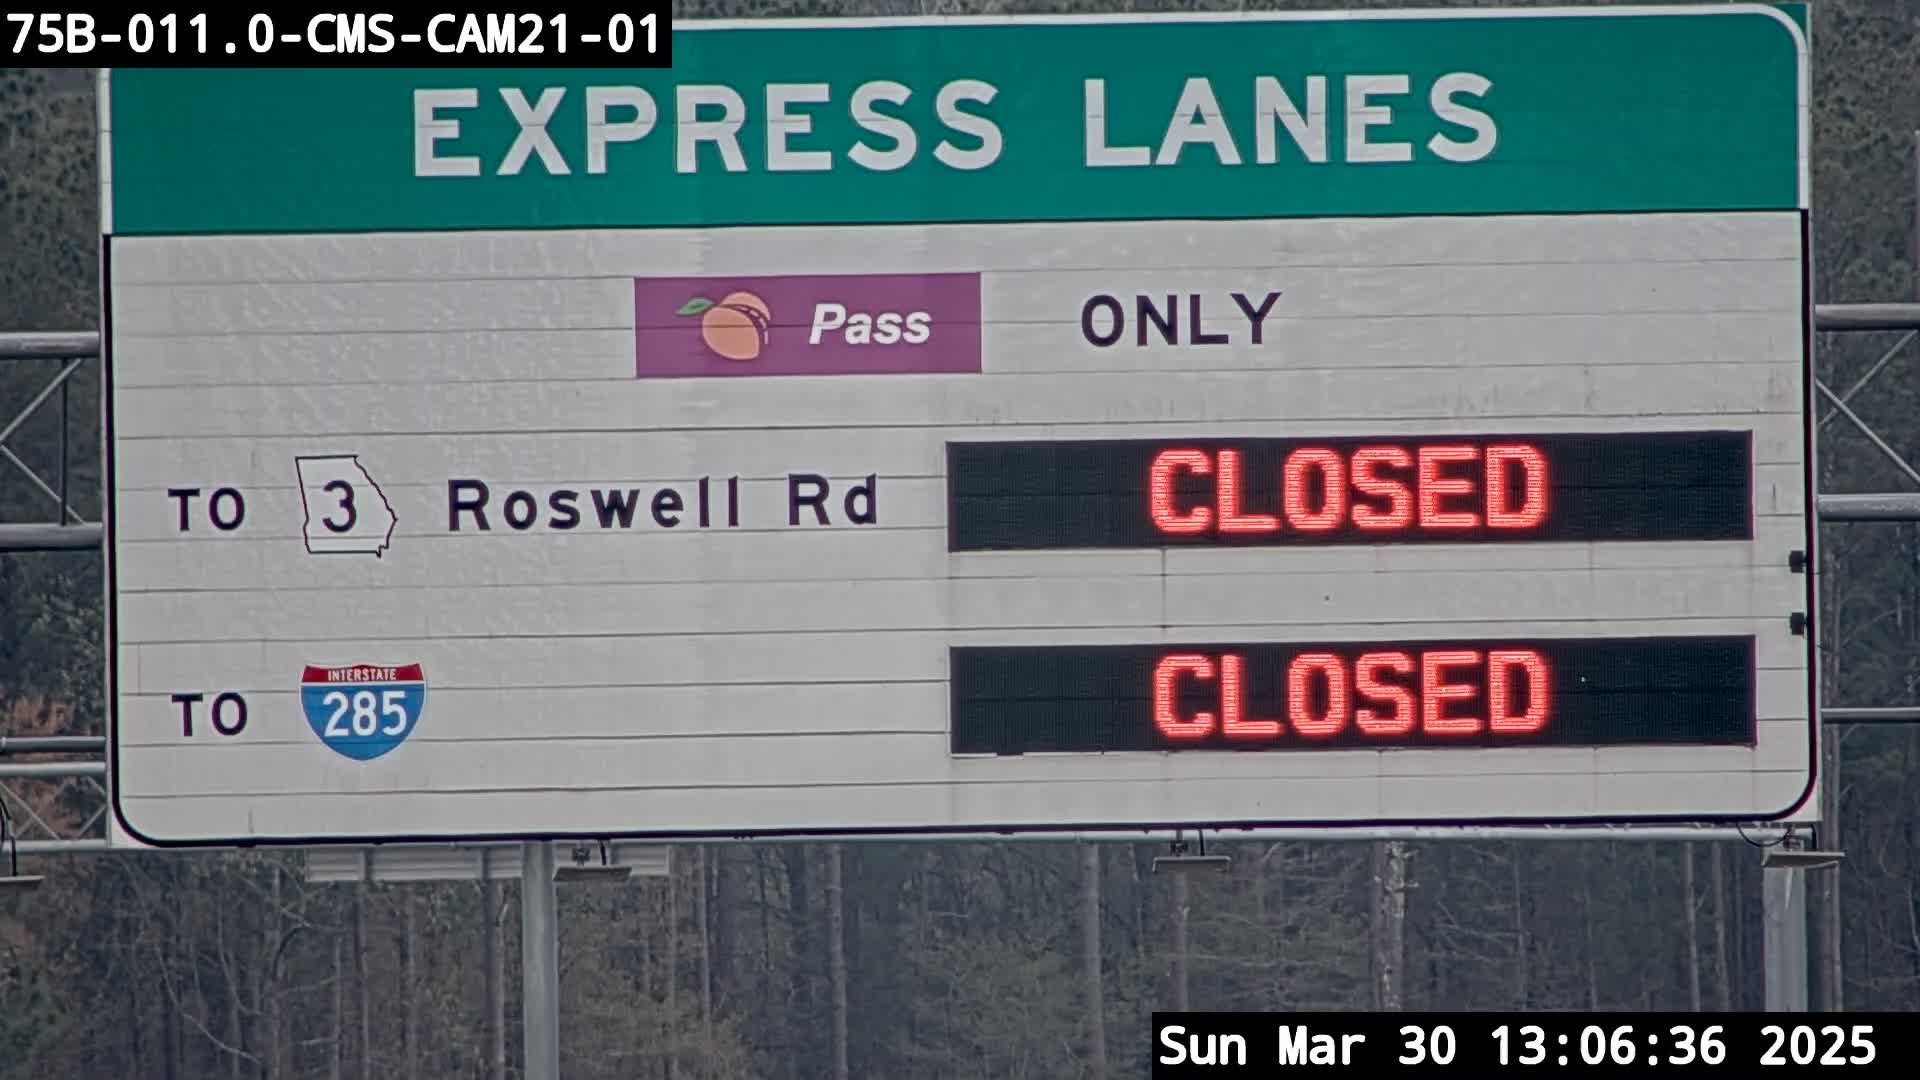 75B-011.0-CMS-CAM21-01
EXPRESS LANES
Pass ONLY
TO 3 Roswell Rd CLOSED
TO INTERSTATE 285 CLOSED
Sun Mar 30 13:06:36 2025